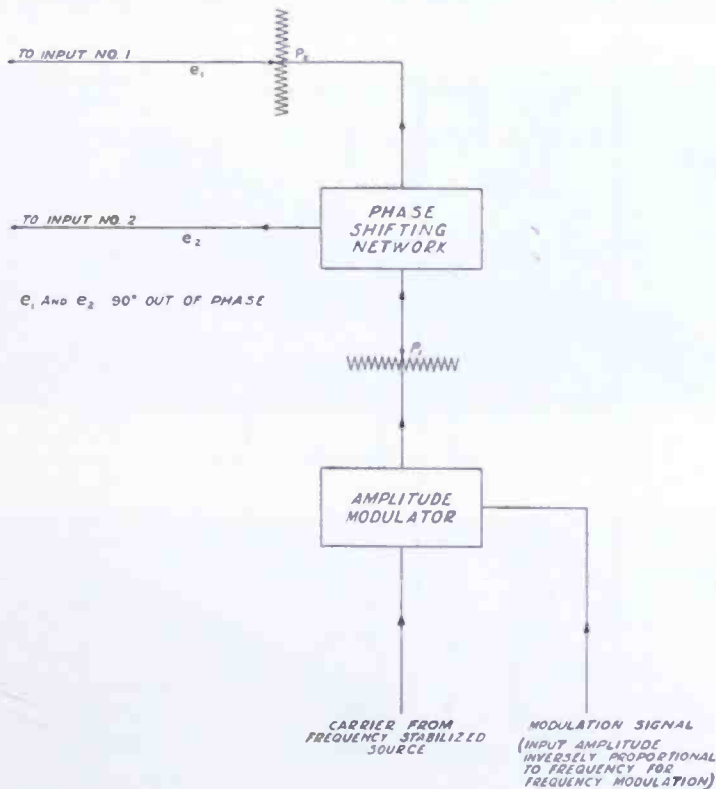 TO INPUT NO. 1
e₁
P₂
TO INPUT NO. 2
e₂
PHASE
SHIFTING
NETWORK
e₁ AND e₂ 90° OUT OF PHASE
P₁
AMPLITUDE
MODULATOR
CARRIER FROM
FREQUENCY STABILIZED
SOURCE
MODULATION SIGNAL
(INPUT AMPLITUDE
INVERSELY PROPORTIONAL
TO FREQUENCY FOR
FREQUENCY MODULATION)